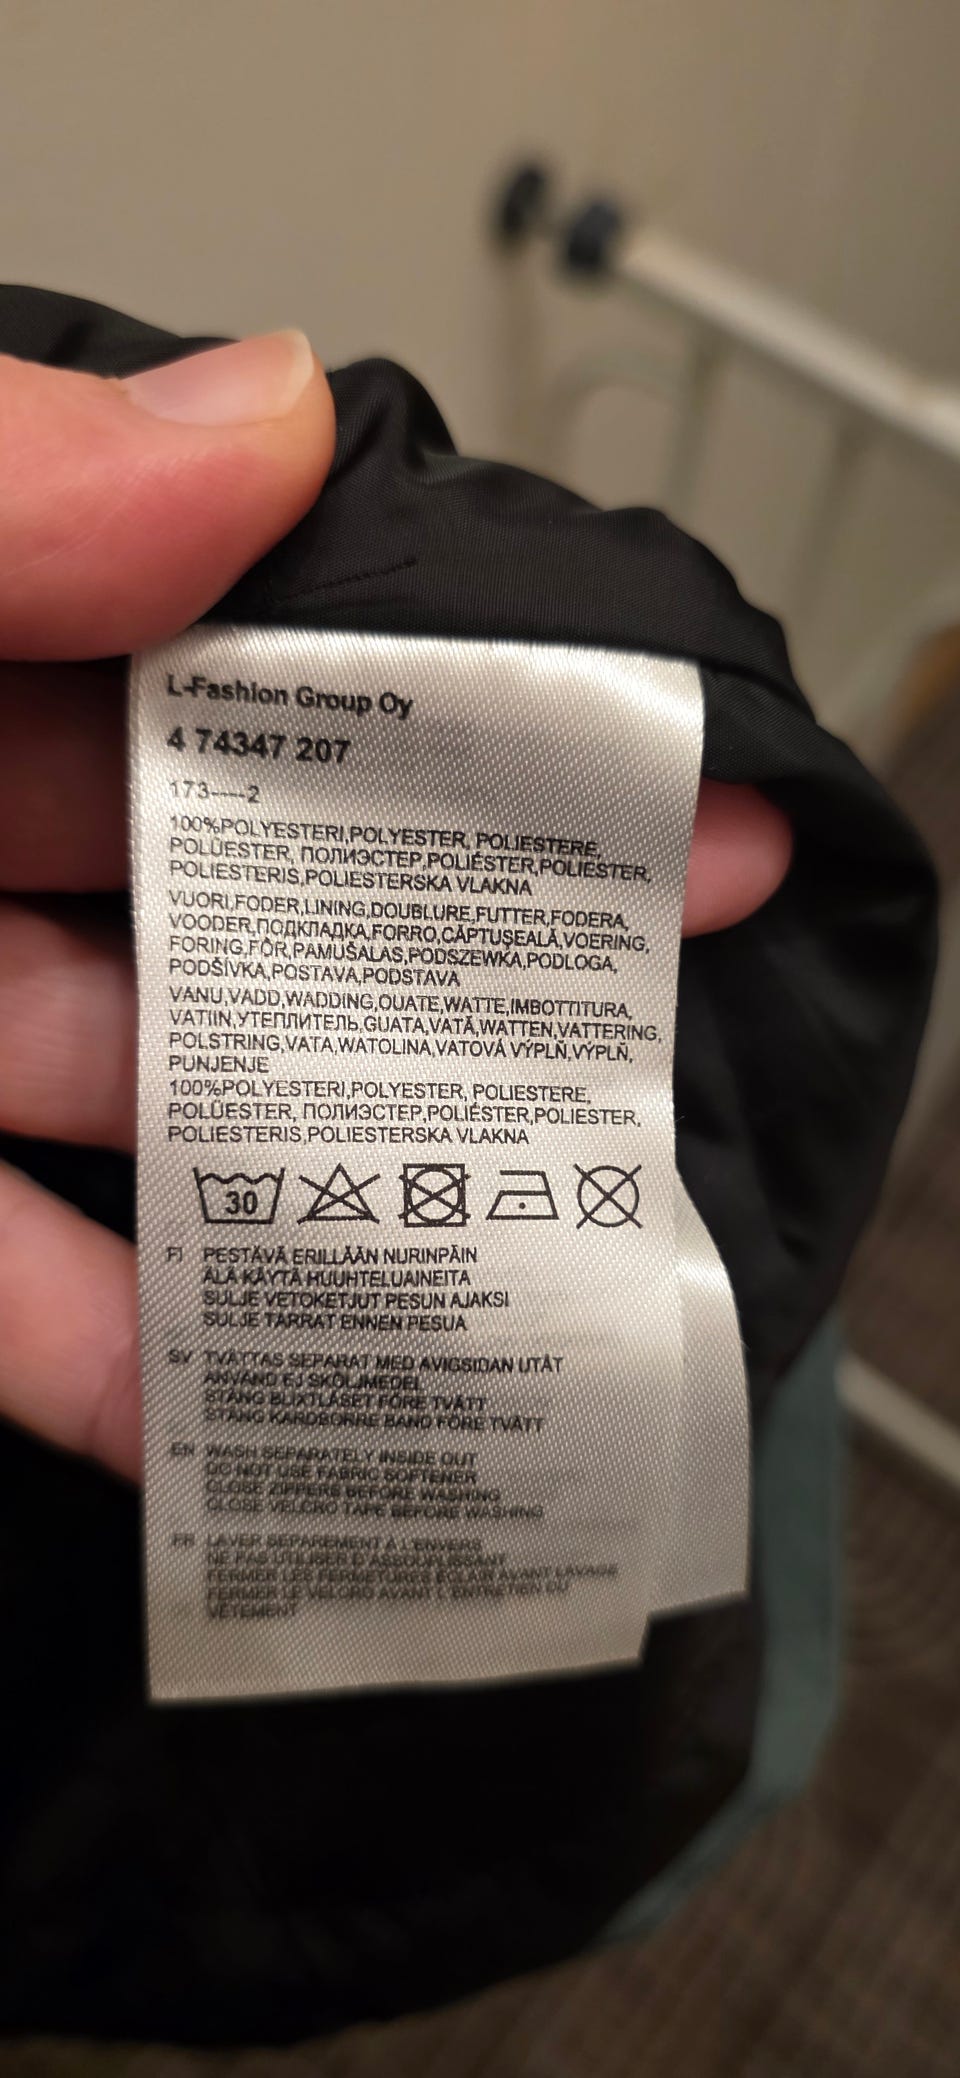 L-Fashion Group Oy
4 74347 207
173----2
100%POLYESTERI,POLYESTER, POLIESTERE,
POLÜESTER, ПОЛИЭСТЕР,POLIÉSTER,POLIESTER,
POLIESTERIS,POLIESTERSKA VLAKNA
VUORI,FODER,LINING,DOUBLURE,FUTTER,FODERA,
VOODER,ПОДКЛАДКА,FORRO,CĂPTUŞEALĂ,VOERING,
FORING,FÔR,PAMUŠALAS,PODSZEWKA,PODLOGA,
PODŠÍVKA,POSTAVA,PODSTAVA
VANU,VADD,WADDING,OUATE,WATTE,IMBOTTITURA,
VATIIN,УТЕПЛИТЕЛЬ,GUATA,VATĂ,WATTEN,VATTERING,
POLSTRING,VATA,WATOLINA,VATOVÁ VÝPLŇ,VÝPLŇ,
PUNJENJE
100%POLYESTERI,POLYESTER, POLIESTERE,
POLÜESTER, ПОЛИЭСТЕР,POLIÉSTER,POLIESTER,
POLIESTERIS,POLIESTERSKA VLAKNA
30
FI PESTÄVÄ ERILLÄÄN NURINPÄIN
ÄLÄ KÄYTÄ HUUHTELUAINEITA
SULJE VETOKETJUT PESUN AJAKSI
SULJE TARRAT ENNEN PESUA
SV TVÄTTAS SEPARAT MED AVIGSIDAN UTÅT
ANVÄND EJ SKÖLJMEDEL
STÄNG BLIXTLÅSET FÖRE TVÄTT
STÄNG KARDBORRE BAND FÖRE TVÄTT
EN WASH SEPARATELY INSIDE OUT
DO NOT USE FABRIC SOFTENER
CLOSE ZIPPERS BEFORE WASHING
CLOSE VELCRO TAPE BEFORE WASHING
FR LAVER SEPAREMENT À L'ENVERS
NE PAS UTILISER D'ASSOUPLISSANT
FERMER LES FERMETURES ECLAIR AVANT LAVAGE
FERMER LE VELCRO AVANT L'ENTRETIEN DU
VÊTEMENT